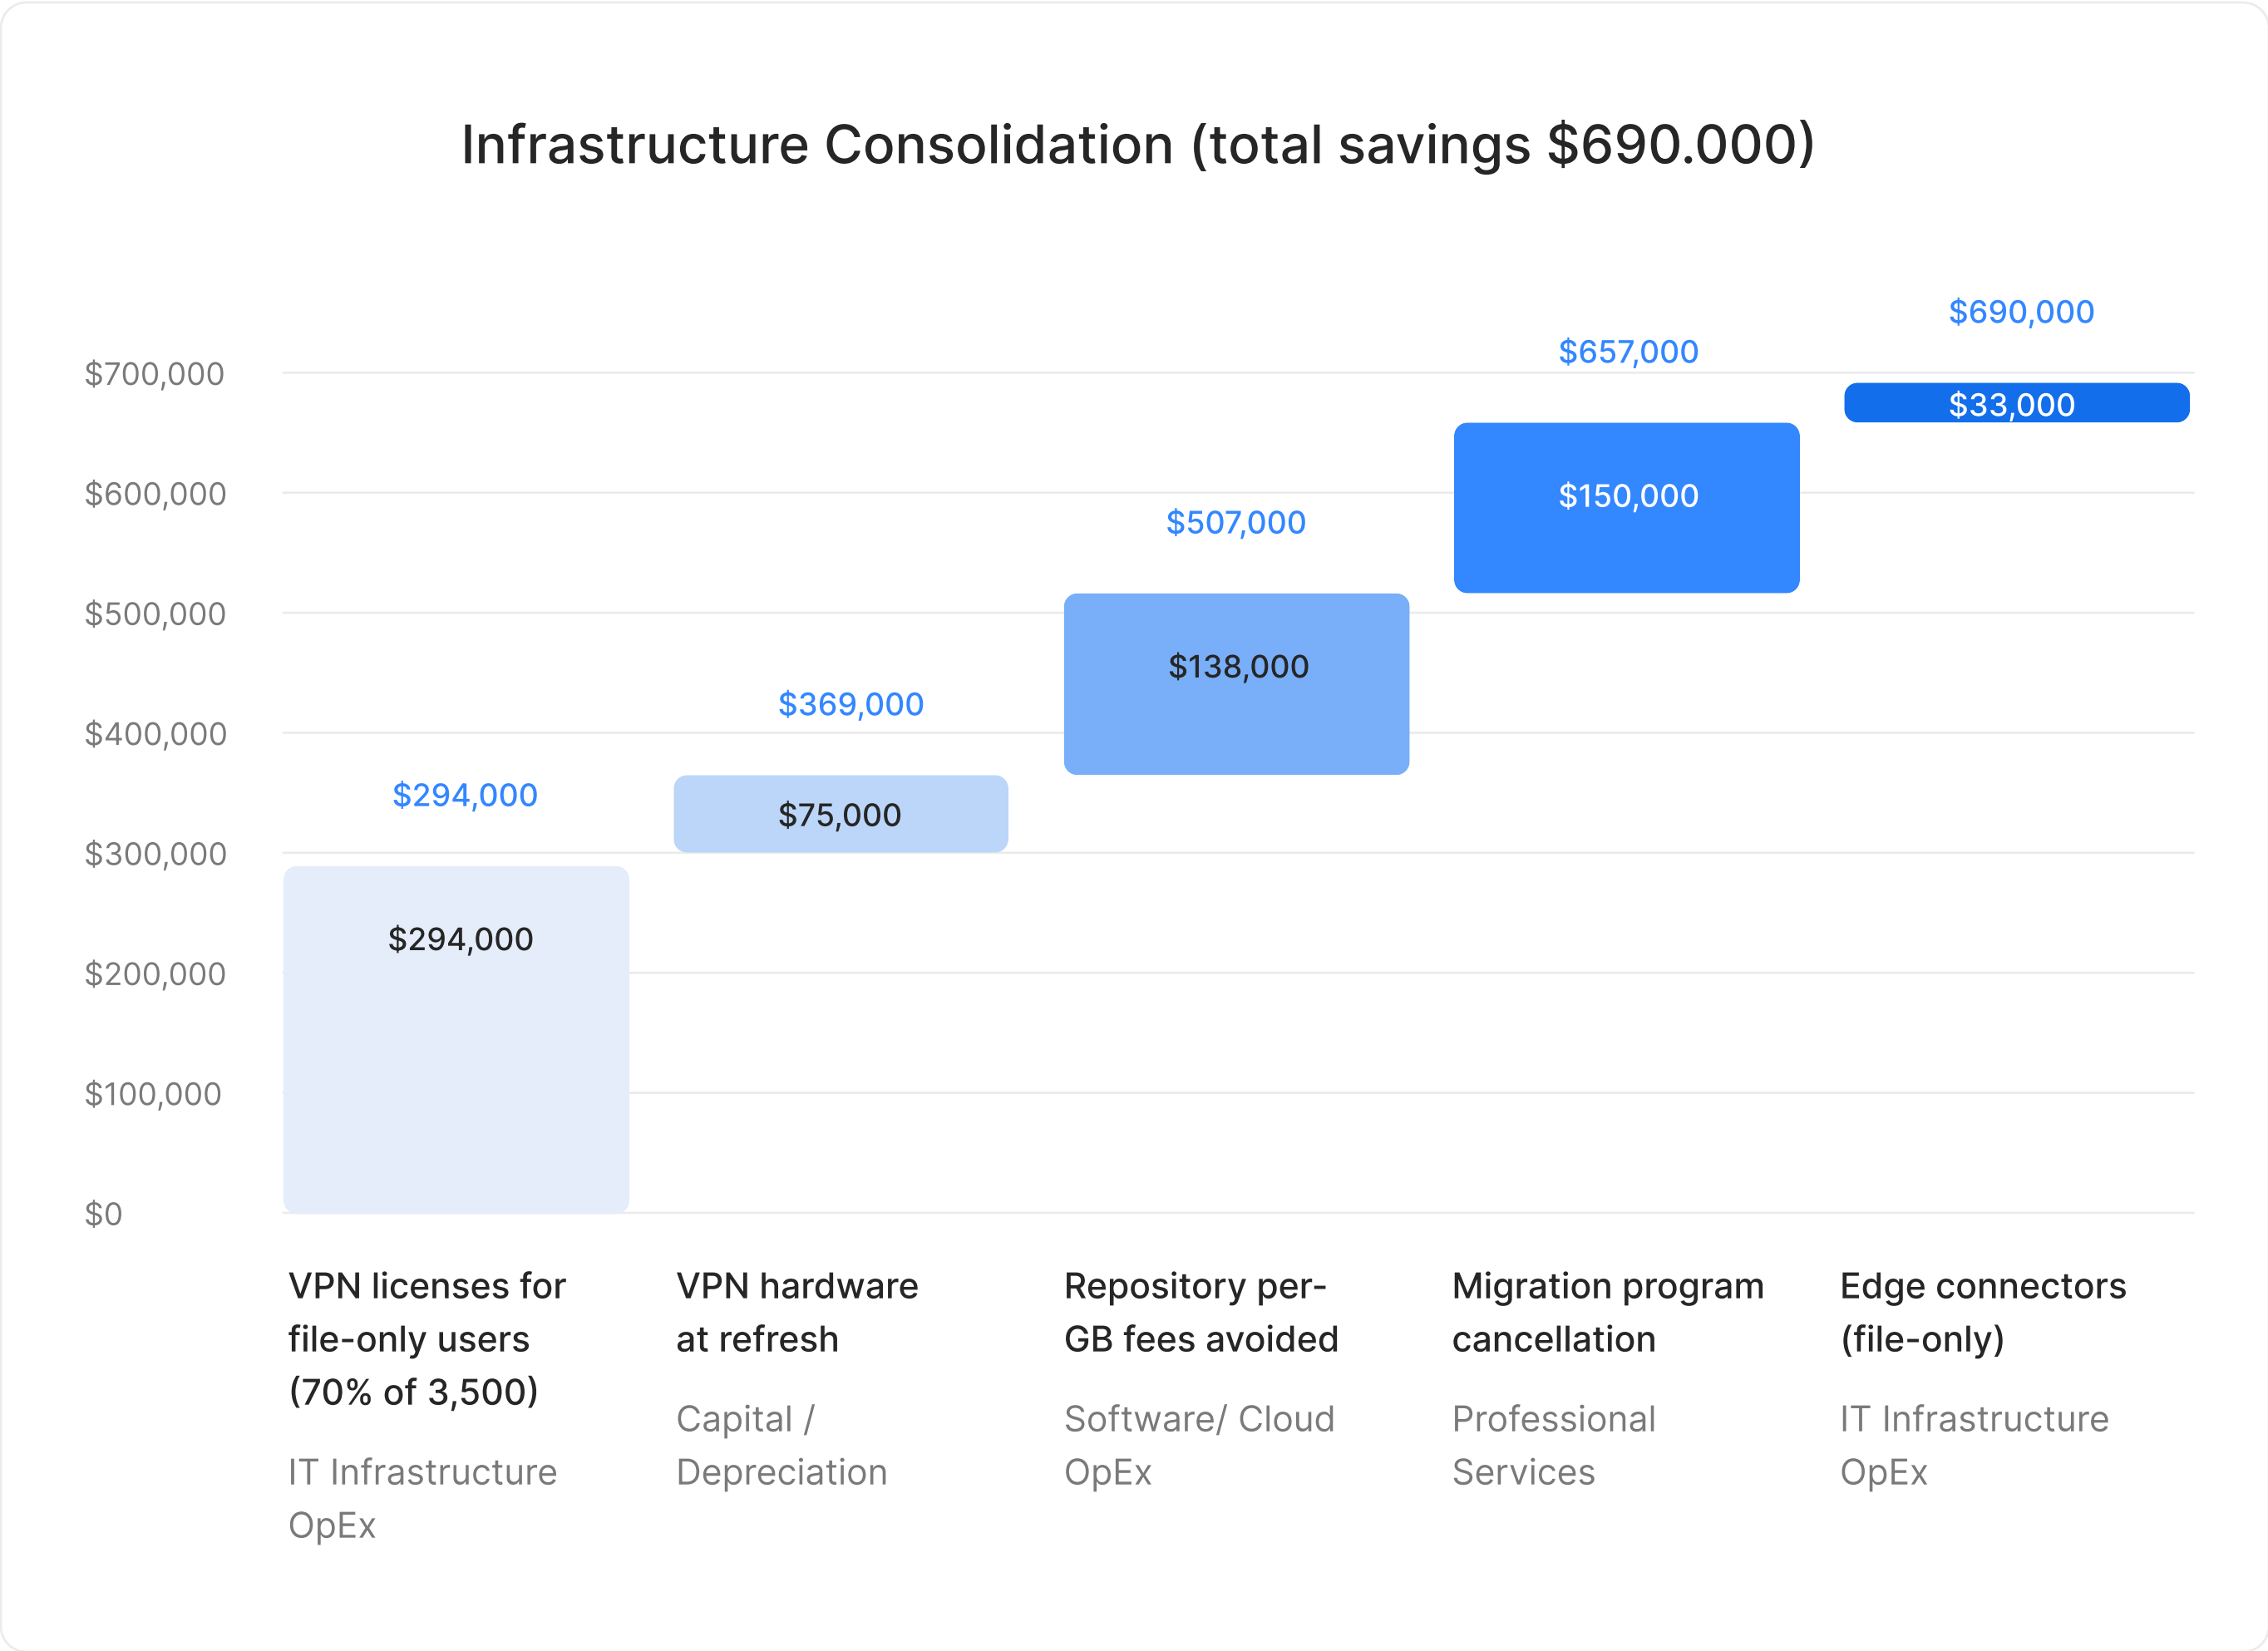 Infrastructure Consolidation (total savings $690.000)
$690,000
$657,000
$700,000
$33,000
$600,000
$150,000
$507,000
$500,000
$138,000
$369,000
$400,000
$294,000
$75,000
$300,000
$294,000
$200,000
$100,000
$0
VPN licenses for
file-only users
(70% of 3,500)
IT Infrastructure
OpEx
VPN hardware
at refresh
Capital /
Depreciation
Repository per-
GB fees avoided
Software/ Cloud
OpEx
Migration program
cancellation
Professional
Services
Edge connectors
(file-only)
IT Infrastructure
OpEx